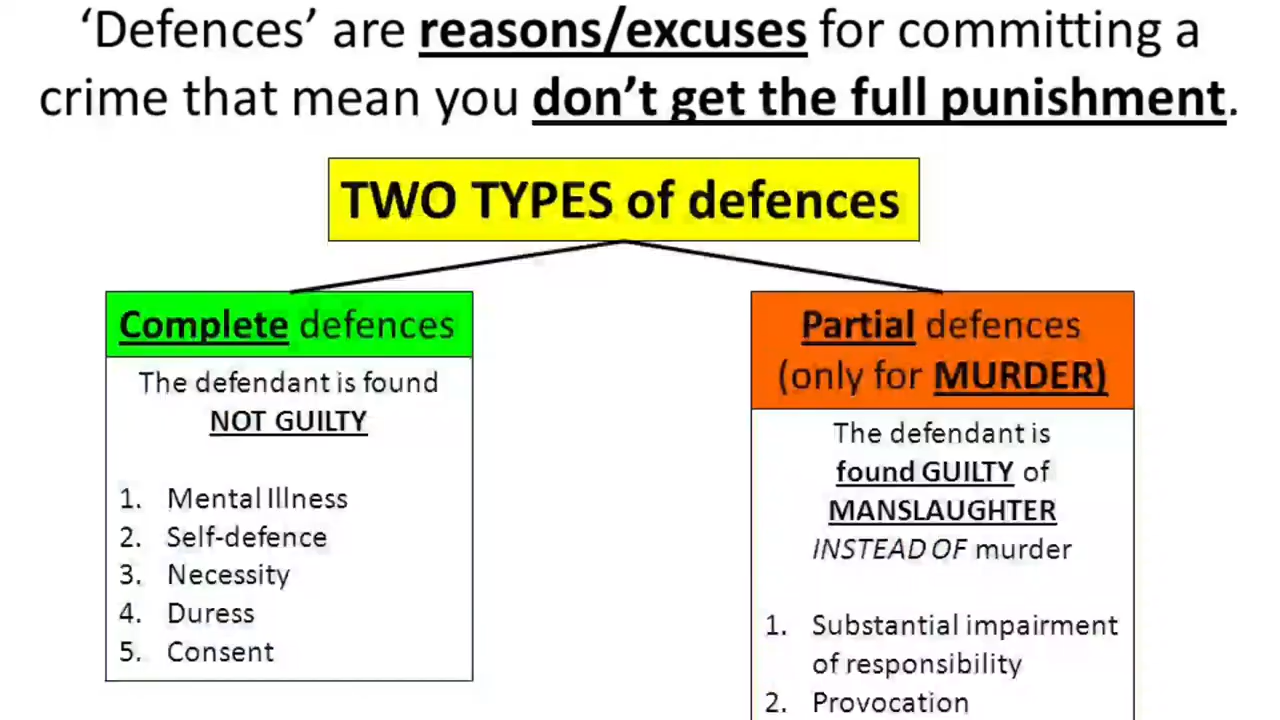 ‘Defences’ are reasons/excuses for committing a
crime that mean you don’t get the full punishment.
TWO TYPES of defences
Complete defences
The defendant is found
NOT GUILTY
1. Mental Illness
2. Self-defence
3. Necessity
4. Duress
5. Consent
Partial defences
(only for MURDER)
The defendant is
found GUILTY of
MANSLAUGHTER
INSTEAD OF murder
1. Substantial impairment
of responsibility
2. Provocation